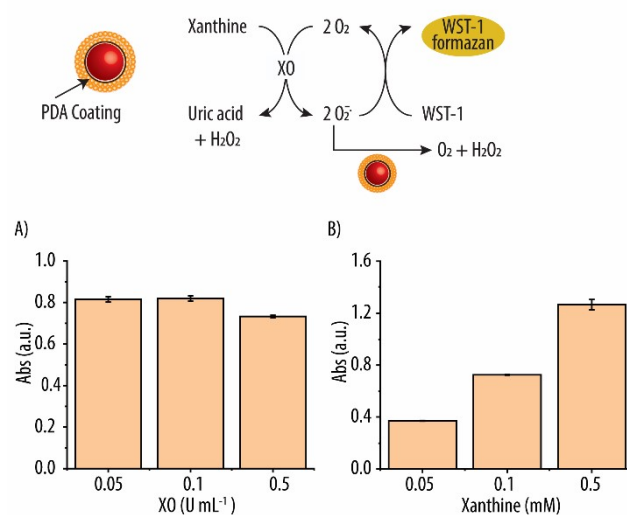 Xanthine
2 O₂
WST-1
formazan
XO
PDA Coating
Uric acid
+ H₂O₂
2 O₂⁻
WST-1
O₂ + H₂O₂
A)
B)
1.0
0.8
0.6
0.4
0.2
0.0
Abs (a.u.)
0.05
0.1
0.5
XO (U mL⁻¹)
1.6
1.2
0.8
0.4
0.0
Abs (a.u.)
0.05
0.1
0.5
Xanthine (mM)